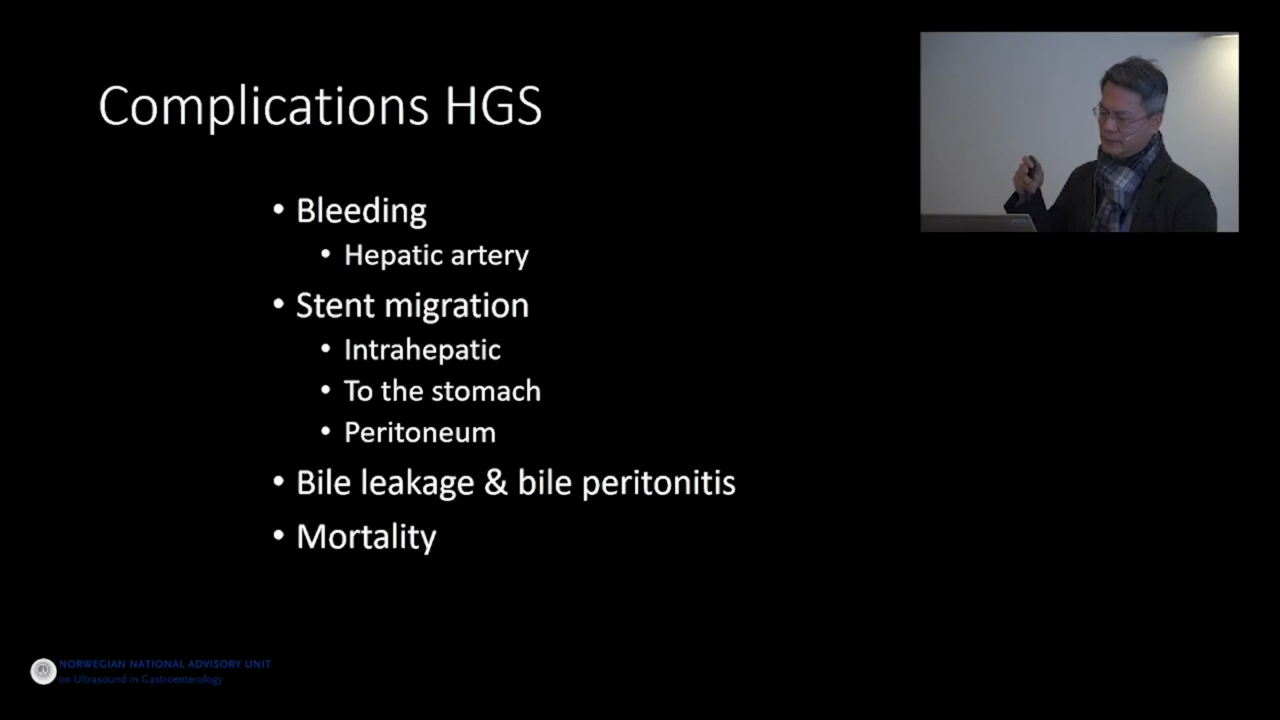 Complications HGS
• Bleeding
• Hepatic artery
• Stent migration
• Intrahepatic
• To the stomach
• Peritoneum
• Bile leakage & bile peritonitis
• Mortality
NORWEGIAN NATIONAL ADVISORY UNIT
on Ultrasound in Gastroenterology